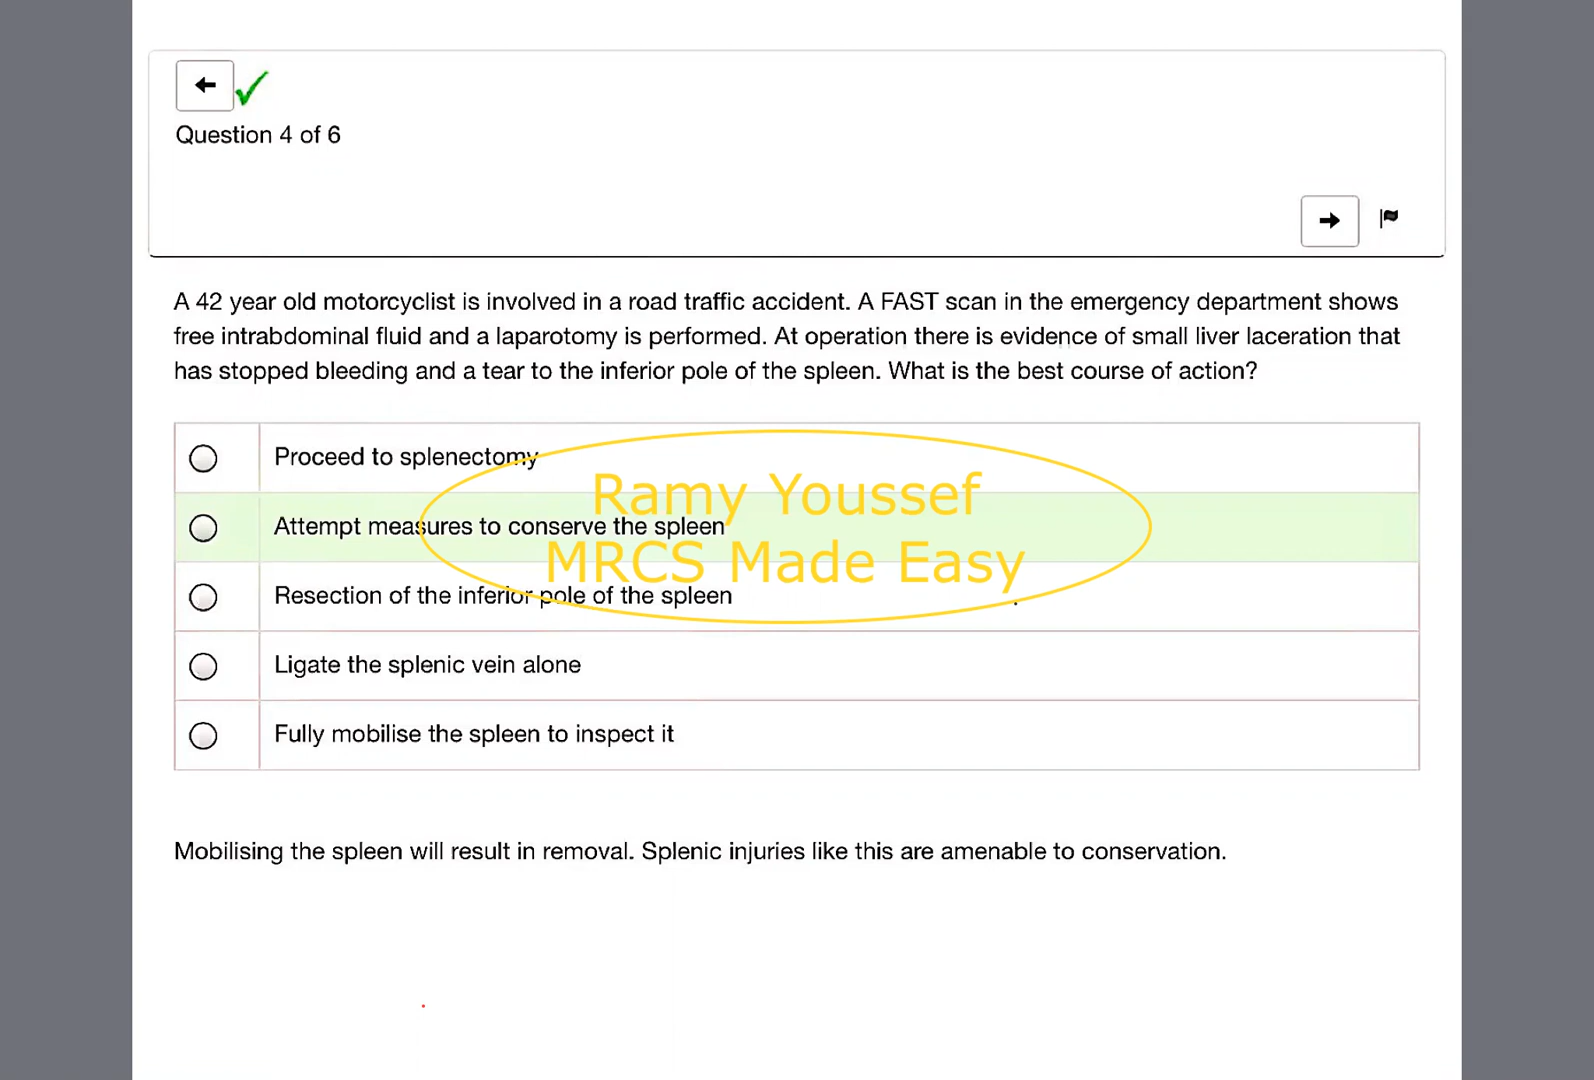 Question 4 of 6
A 42 year old motorcyclist is involved in a road traffic accident. A FAST scan in the emergency department shows
free intrabdominal fluid and a laparotomy is performed. At operation there is evidence of small liver laceration that
has stopped bleeding and a tear to the inferior pole of the spleen. What is the best course of action?
Proceed to splenectomy
Ramy Youssef
Attempt measures to conserve the spleen
MRCS Made Easy
Resection of the inferior pole of the spleen
Ligate the splenic vein alone
Fully mobilise the spleen to inspect it
Mobilising the spleen will result in removal. Splenic injuries like this are amenable to conservation.